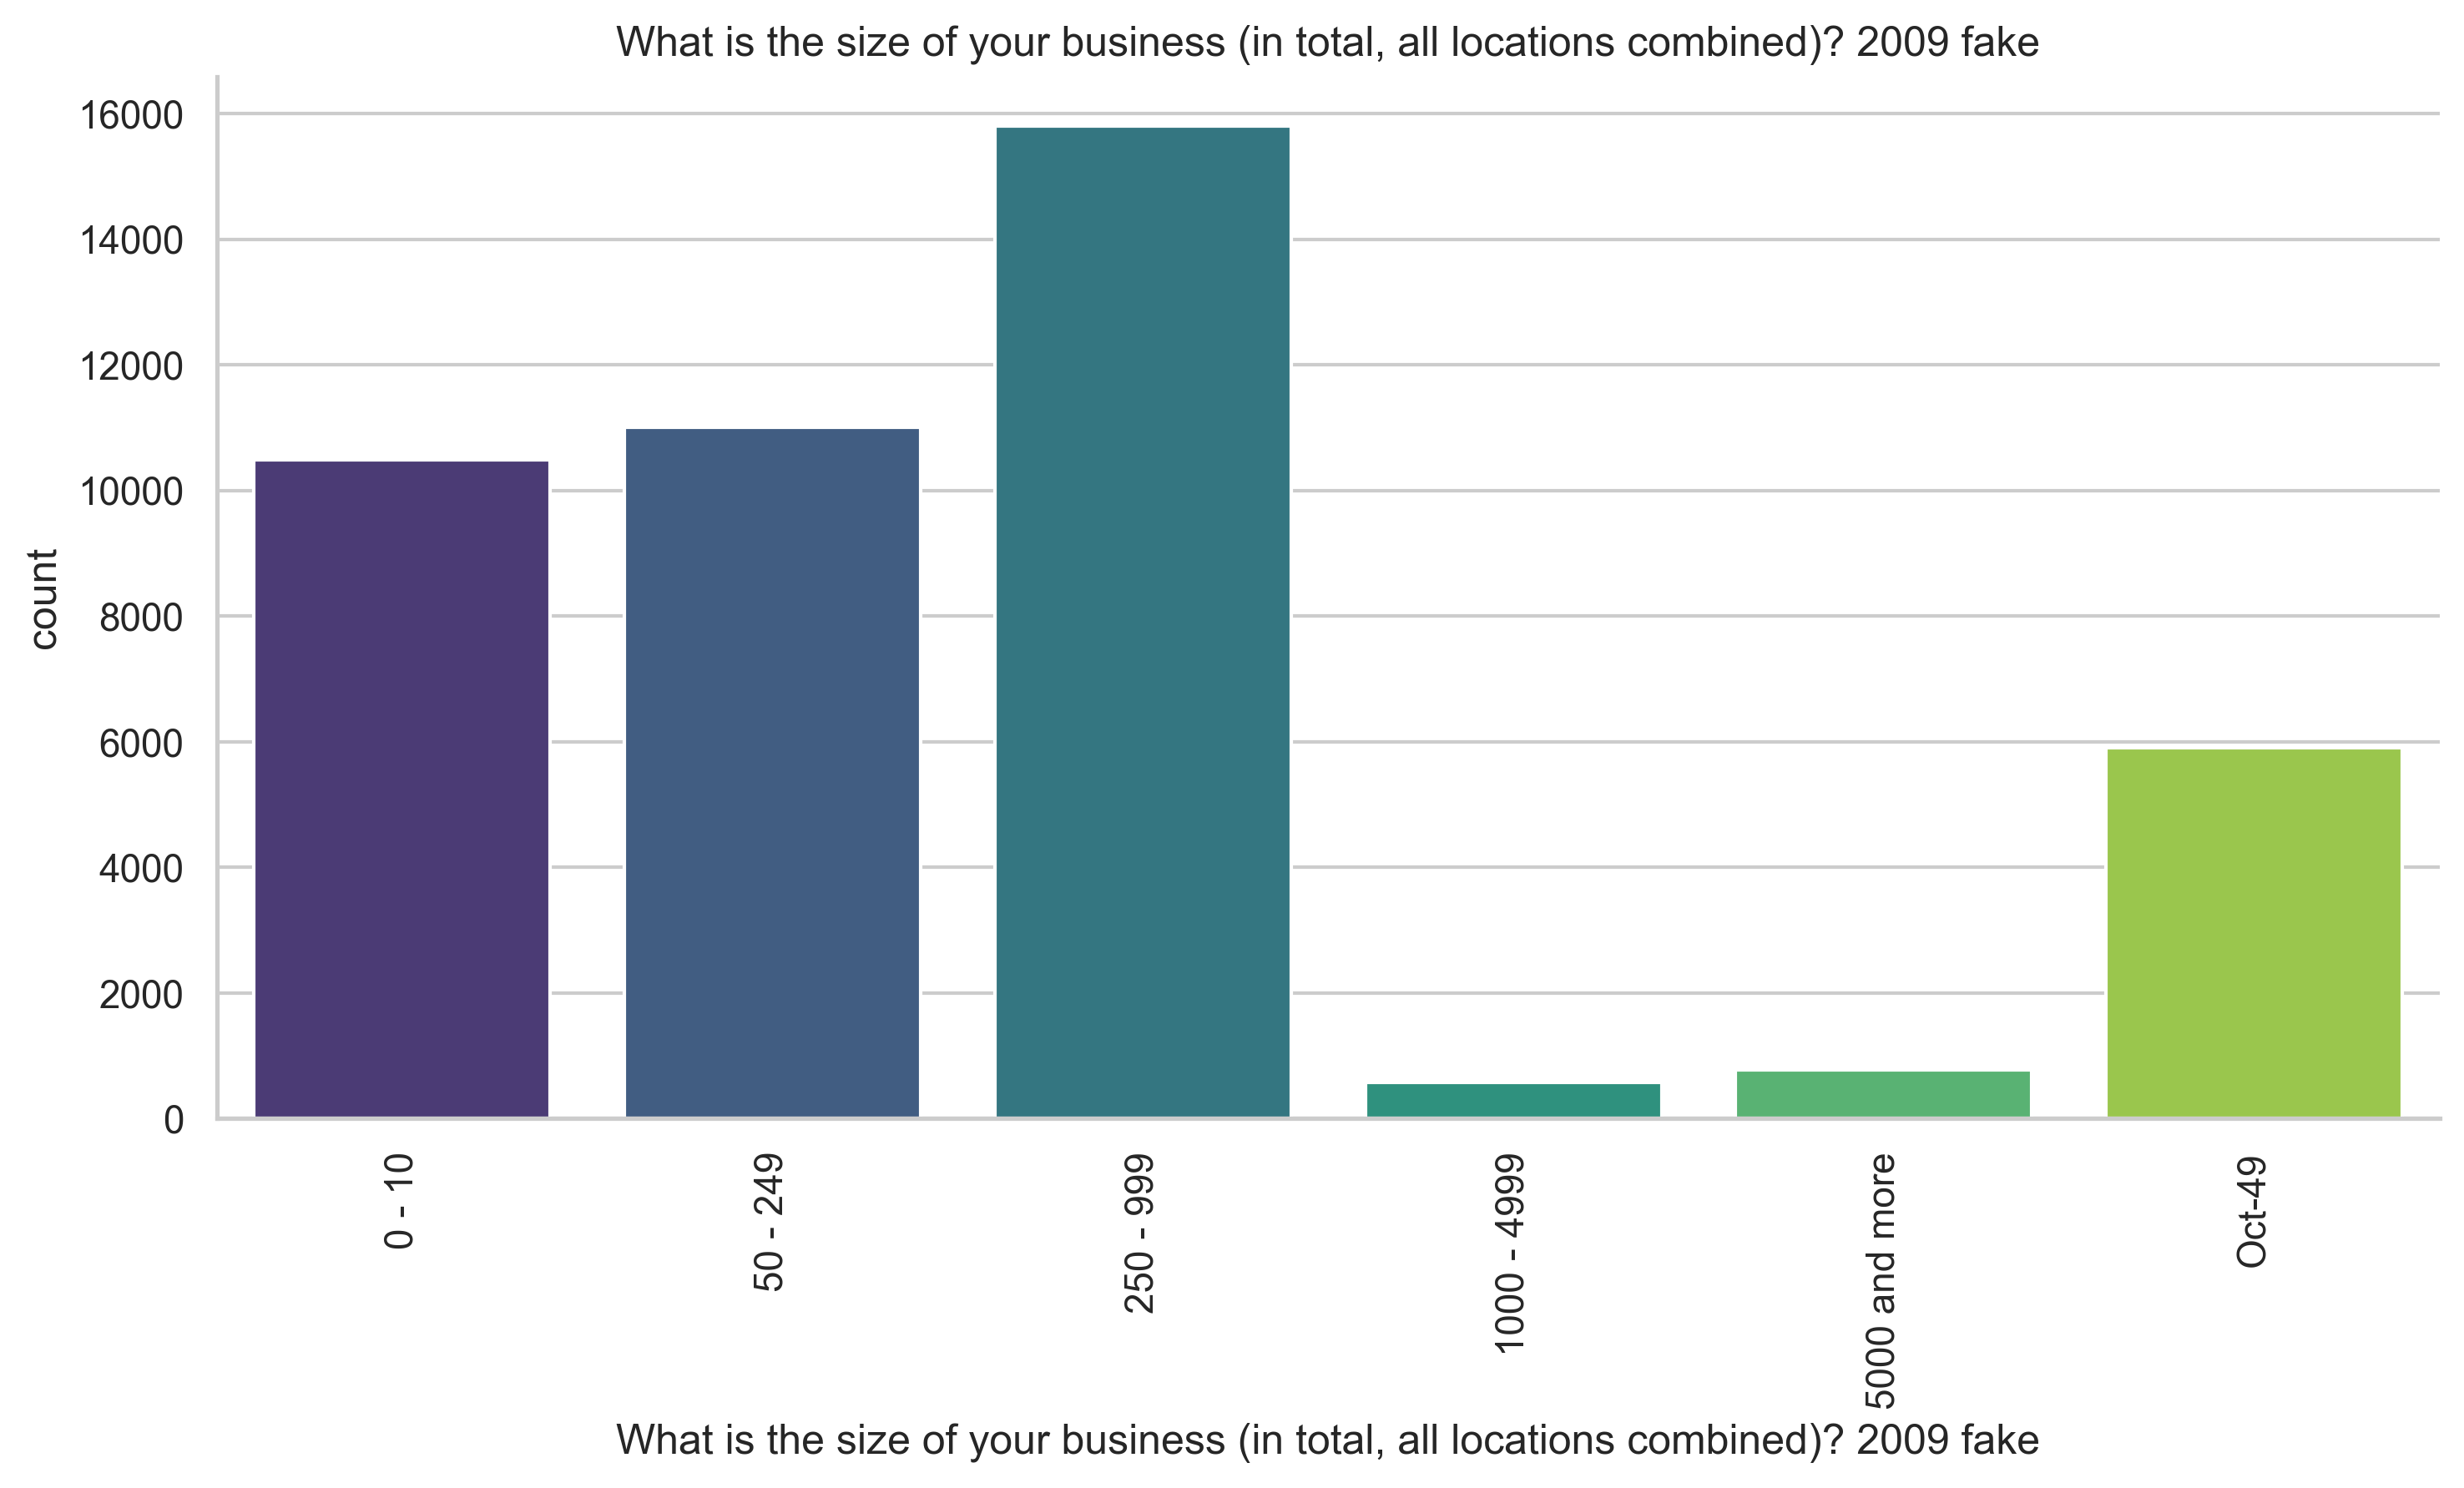 What is the size of your business (in total, all locations combined)? 2009 fake
16000
14000
12000
10000
8000
6000
4000
2000
0
count
0 - 10
50 - 249
250 - 999
1000 - 4999
5000 and more
Oct-49
What is the size of your business (in total, all locations combined)? 2009 fake